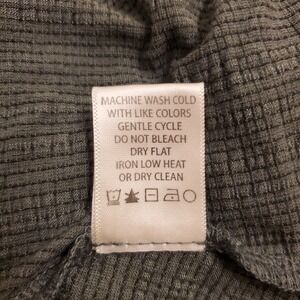 MACHINE WASH COLD
WITH LIKE COLORS
GENTLE CYCLE
DO NOT BLEACH
DRY FLAT
IRON LOW HEAT
OR DRY CLEAN